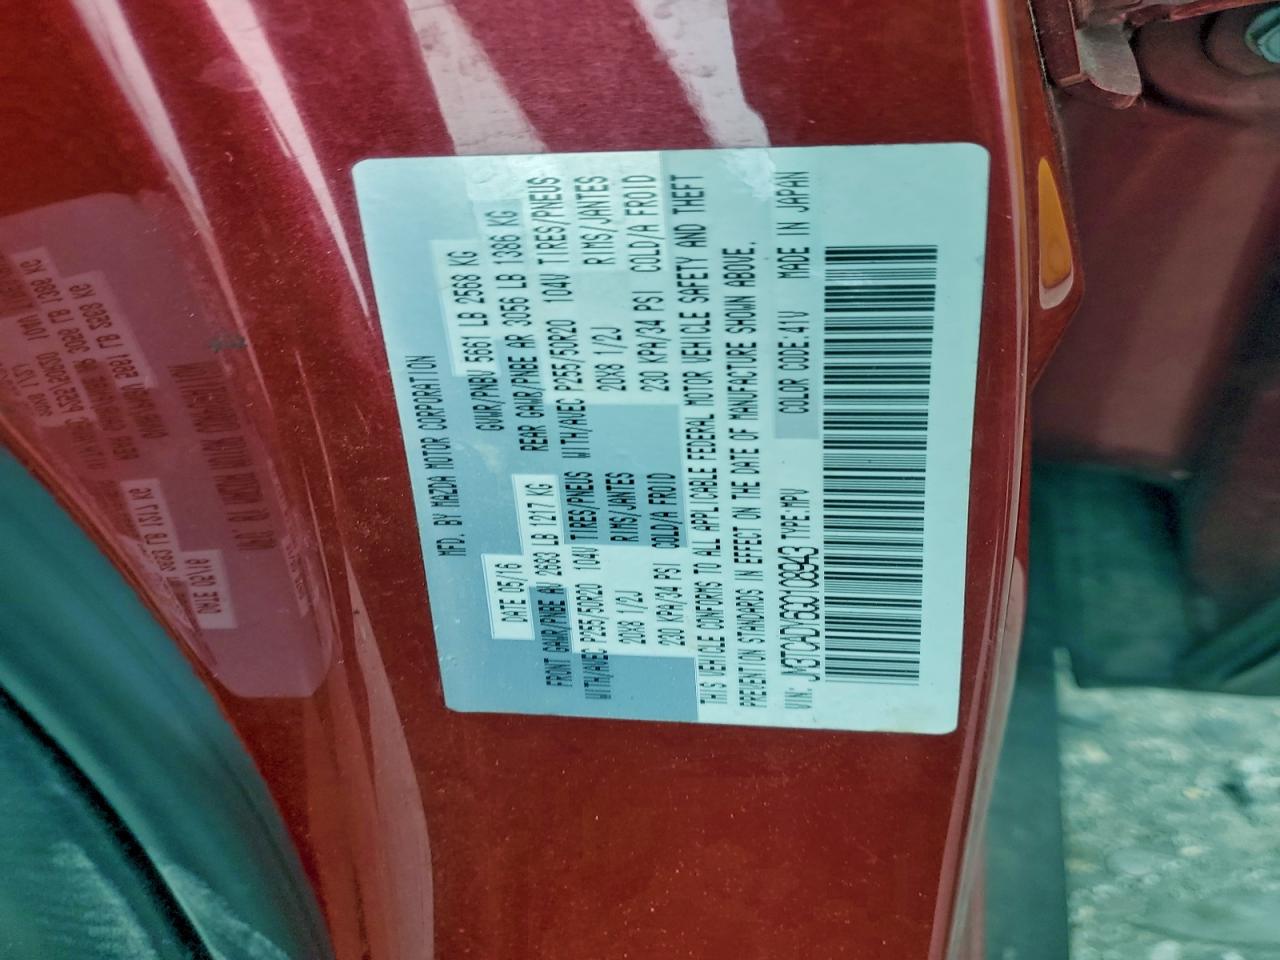 MFD. BY MAZDA MOTOR CORPORATION
DATE 05/16 GVWR/PNBV 5661 LB 2568 KG
FRONT GAWR/PNBE AV 2683 LB 1217 KG REAR GAWR/PNBE AR 3056 LB 1386 KG
WITH/AVEC P255/50R20 104V TIRES/PNEUS WITH/AVEC P255/50R20 104V TIRES/PNEUS
20X8 1/2J RIMS/JANTES 20X8 1/2J RIMS/JANTES
230 KPA/34 PSI COLD/A FROID 230 KPA/34 PSI COLD/A FROID
THIS VEHICLE CONFORMS TO ALL APPLICABLE FEDERAL MOTOR VEHICLE SAFETY AND THEFT
PREVENTION STANDARDS IN EFFECT ON THE DATE OF MANUFACTURE SHOWN ABOVE.
VIN: JM3TCADY6G0108943 TYPE:MPV COLOR CODE:41V MADE IN JAPAN